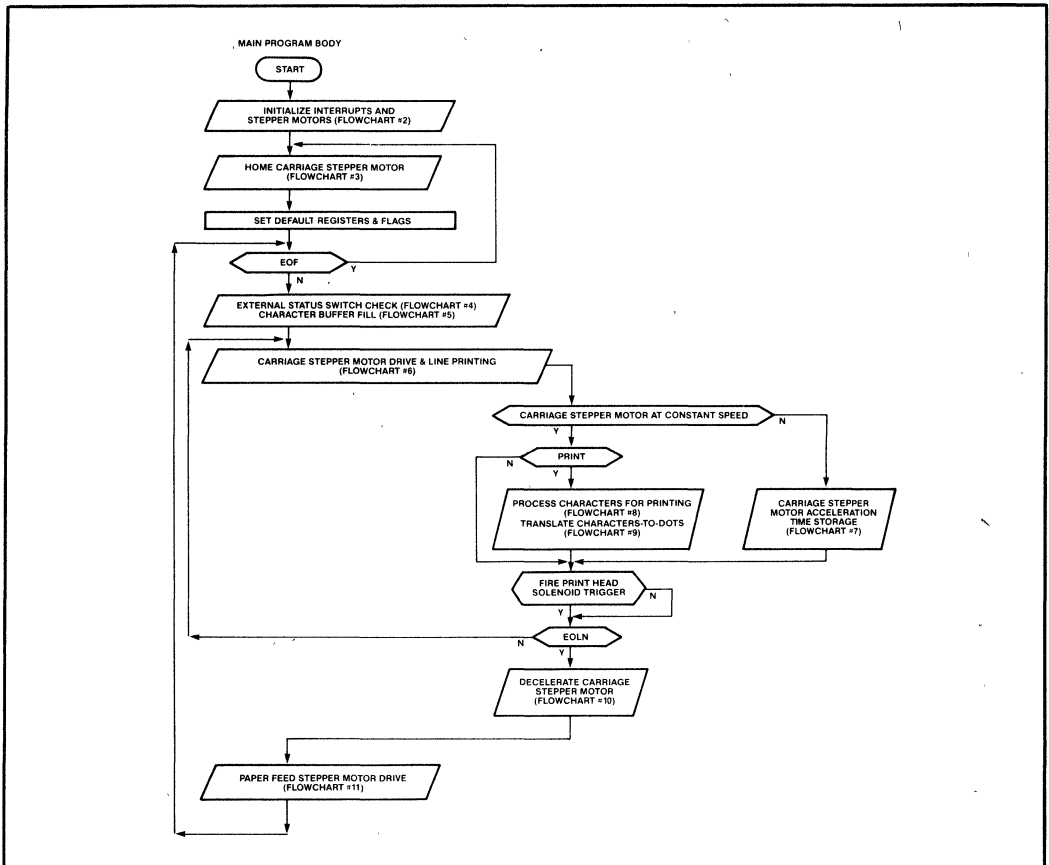 MAIN PROGRAM BODY
START
INITIALIZE INTERRUPTS AND
STEPPER MOTORS (FLOWCHART #2)
HOME CARRIAGE STEPPER MOTOR
(FLOWCHART #3)
SET DEFAULT REGISTERS & FLAGS
EOF
Y
N
EXTERNAL STATUS SWITCH CHECK (FLOWCHART #4)
CHARACTER BUFFER FILL (FLOWCHART #5)
CARRIAGE STEPPER MOTOR DRIVE & LINE PRINTING
(FLOWCHART #6)
CARRIAGE STEPPER MOTOR AT CONSTANT SPEED
N
Y
PRINT
N
Y
PROCESS CHARACTERS FOR PRINTING
(FLOWCHART #8)
TRANSLATE CHARACTERS-TO-DOTS
(FLOWCHART #9)
CARRIAGE STEPPER
MOTOR ACCELERATION
TIME STORAGE
(FLOWCHART #7)
FIRE PRINT HEAD
SOLENOID TRIGGER
N
Y
EOLN
N
Y
DECELERATE CARRIAGE
STEPPER MOTOR
(FLOWCHART #10)
PAPER FEED STEPPER MOTOR DRIVE
(FLOWCHART #11)